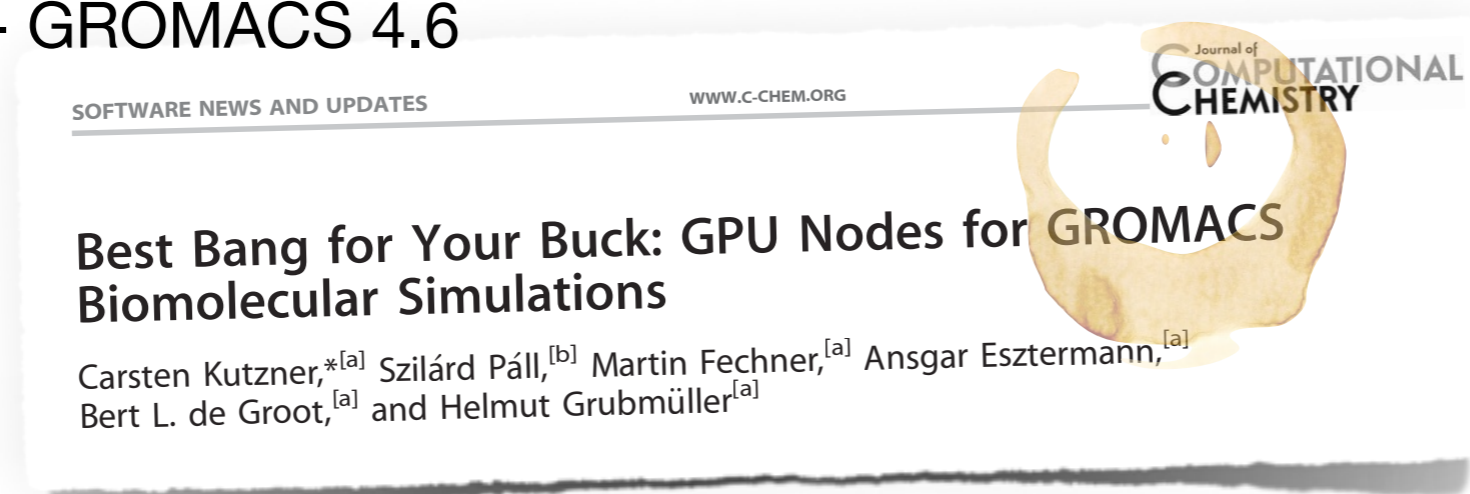 - GROMACS 4.6
SOFTWARE NEWS AND UPDATES
WWW.C-CHEM.ORG
Journal of
COMPUTATIONAL
CHEMISTRY
Best Bang for Your Buck: GPU Nodes for GROMACS
Biomolecular Simulations
Carsten Kutzner,*[a] Szilárd Páll,[b] Martin Fechner,[a] Ansgar Esztermann,[a]
Bert L. de Groot,[a] and Helmut Grubmüller[a]